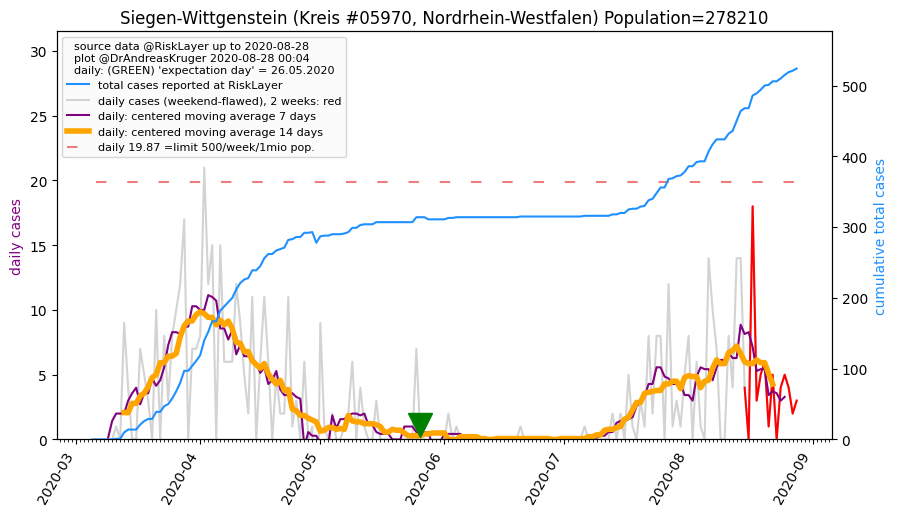 Siegen-Wittgenstein (Kreis #05970, Nordrhein-Westfalen) Population=278210
source data @RiskLayer up to 2020-08-28
plot @DrAndreasKruger 2020-08-28 00:04
daily: (GREEN) 'expectation day' = 26.05.2020
total cases reported at RiskLayer
daily cases (weekend-flawed), 2 weeks: red
daily: centered moving average 7 days
daily: centered moving average 14 days
daily 19.87 =limit 500/week/1mio pop.
daily cases
30
25
20
15
10
5
0
cumulative total cases
500
400
300
200
100
0
2020-03
2020-04
2020-05
2020-06
2020-07
2020-08
2020-09